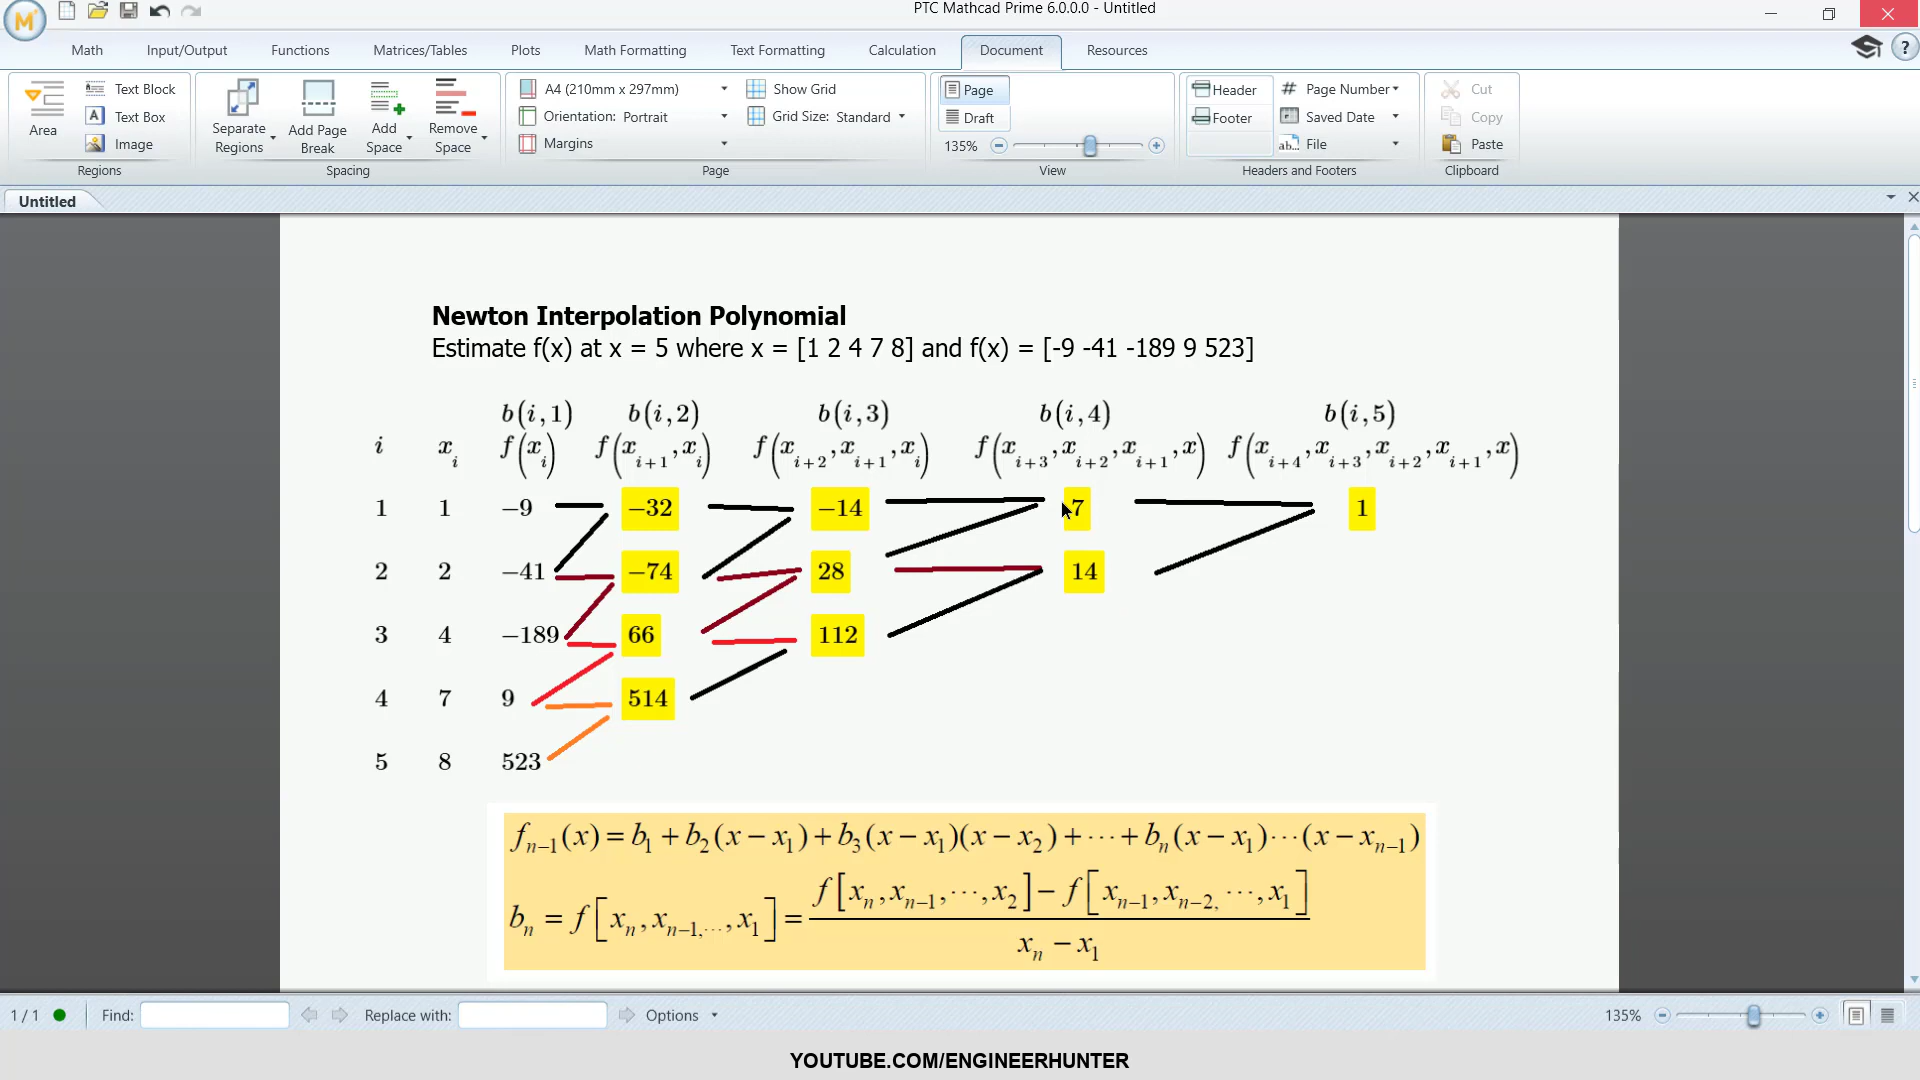 PTC Mathcad Prime 6.0.0.0 - Untitled
Math Input/Output Functions Matrices/Tables Plots Math Formatting Text Formatting Calculation Document Resources
Area
Text Block
Text Box
Image
Regions
Separate Regions
Add Page Break
Add Space
Remove Space
Spacing
A4 (210mm x 297mm)
Orientation: Portrait
Margins
Show Grid
Grid Size: Standard
Page
Page
Draft
135%
View
Header
Footer
# Page Number
Saved Date
ab.. File
Headers and Footers
Cut
Copy
Paste
Clipboard
Untitled
Newton Interpolation Polynomial
Estimate f(x) at x = 5 where x = [1 2 4 7 8] and f(x) = [-9 -41 -189 9 523]
b(i,1) b(i,2) b(i,3) b(i,4) b(i,5)
i x_i f(x_i) f(x_{i+1},x_i) f(x_{i+2},x_{i+1},x_i) f(x_{i+3},x_{i+2},x_{i+1},x) f(x_{i+4},x_{i+3},x_{i+2},x_{i+1},x)
1 1 −9 −32 −14 7 1
2 2 −41 −74 28 14
3 4 −189 66 112
4 7 9 514
5 8 523
f_{n−1}(x) = b_1 + b_2(x − x_1) + b_3(x − x_1)(x − x_2) + ⋯ + b_n(x − x_1)⋯(x − x_{n−1})
b_n = f[x_n, x_{n−1,⋯}, x_1] = (f[x_n, x_{n−1}, ⋯, x_2] − f[x_{n−1}, x_{n−2,} ⋯, x_1]) / (x_n − x_1)
1 / 1 Find: Replace with: Options 135%
YOUTUBE.COM/ENGINEERHUNTER